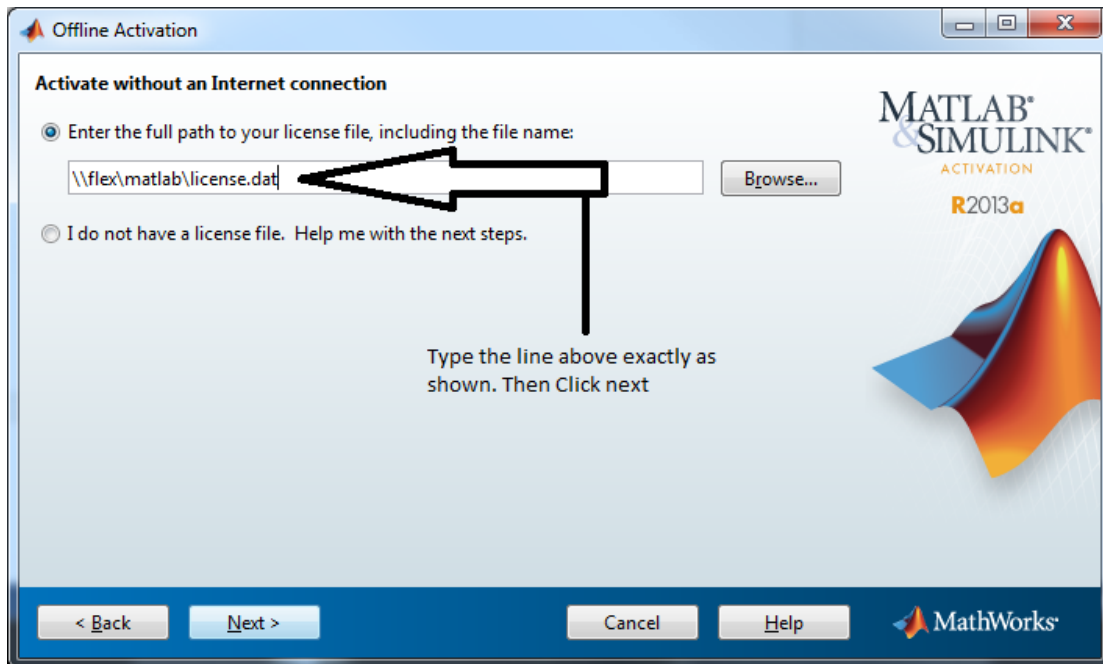 Offline Activation
Activate without an Internet connection
Enter the full path to your license file, including the file name:
\\flex\matlab\license.dat
Browse...
I do not have a license file. Help me with the next steps.
Type the line above exactly as
shown. Then Click next
MATLAB®
&SIMULINK®
ACTIVATION
R2013a
< Back
Next >
Cancel
Help
MathWorks®